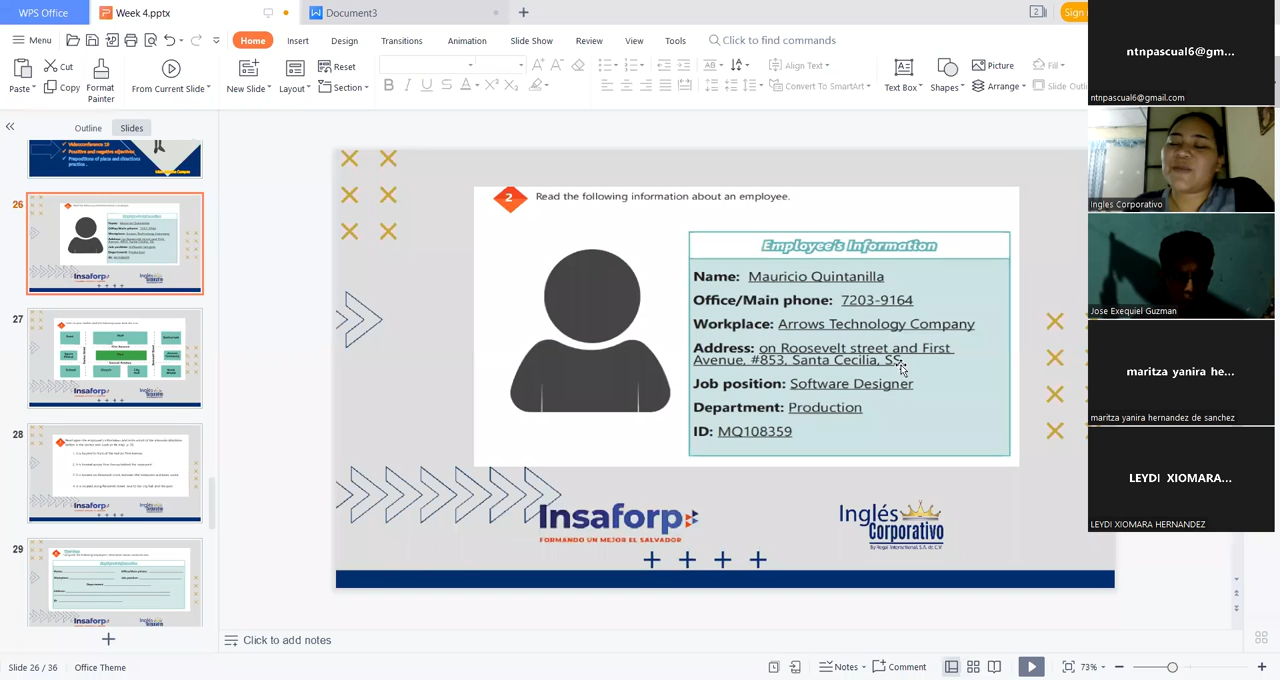 WPS Office
Week 4.pptx
Document3
Sign
Menu
Home
Insert
Design
Transitions
Animation
Slide Show
Review
View
Tools
Click to find commands
Paste
Cut
Copy
Format Painter
From Current Slide
New Slide
Layout
Reset
Section
Align Text
Convert To SmartArt
Text Box
Shapes
Picture
Arrange
Fill
Slide
Outline
Slides
26
27
28
29
2
Read the following information about an employee.
Employee's Information
Name: Mauricio Quintanilla
Office/Main phone: 7203-9164
Workplace: Arrows Technology Company
Address: on Roosevelt street and First
Avenue, #853, Santa Cecilia, SS.
Job position: Software Designer
Department: Production
ID: MQ108359
Insaforp
FORMANDO UN MEJOR EL SALVADOR
Inglés
Corporativo
By Regal International, S.A. de C.V
ntnpascual6@gm...
ntnpascual6@gmail.com
Ingles Corporativo
Jose Exequiel Guzman
maritza yanira he...
maritza yanira hernandez de sanchez
LEYDI XIOMARA...
LEYDI XIOMARA HERNANDEZ
Click to add notes
Slide 26 / 36
Office Theme
Notes
Comment
73%